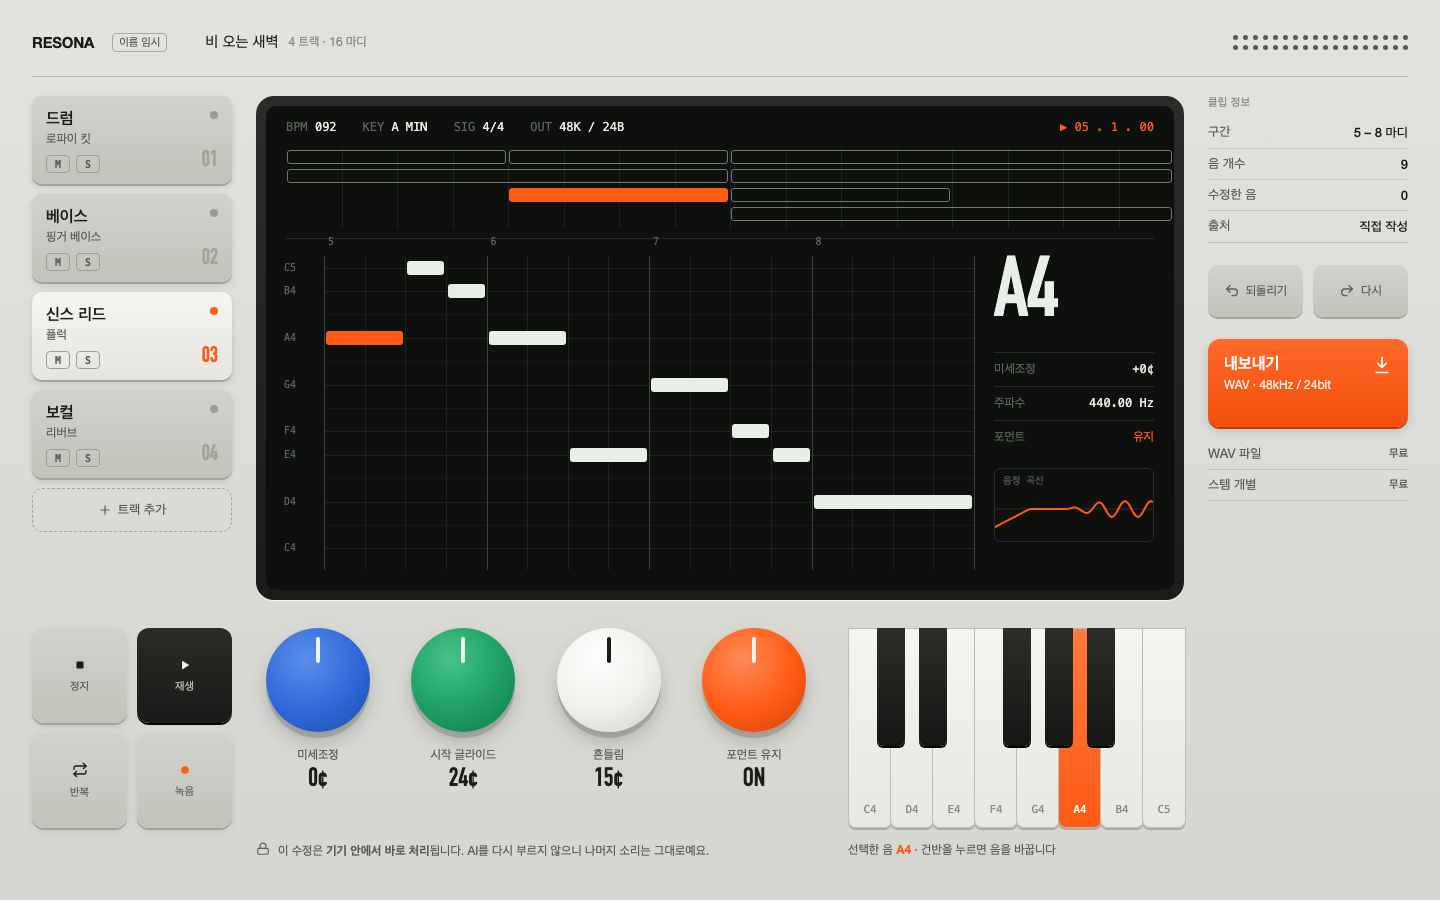 RESONA 이름 임시 비 오는 새벽 4 트랙 · 16 마디
드럼
로파이 킷
M S 01
베이스
핑거 베이스
M S 02
신스 리드
플럭
M S 03
보컬
리버브
M S 04
+ 트랙 추가
BPM 092 KEY A MIN SIG 4/4 OUT 48K / 24B ▶ 05 . 1 . 00
5 6 7 8
C5
B4
A4
G4
F4
E4
D4
C4
A4
미세조정 +0¢
주파수 440.00 Hz
포먼트 유지
음정 곡선
클립 정보
구간 5 – 8 마디
음 개수 9
수정한 음 0
출처 직접 작성
되돌리기 다시
내보내기
WAV · 48kHz / 24bit
WAV 파일 무료
스템 개별 무료
정지 재생
반복 녹음
미세조정
0¢
시작 글라이드
24¢
흔들림
15¢
포먼트 유지
ON
C4 D4 E4 F4 G4 A4 B4 C5
이 수정은 기기 안에서 바로 처리됩니다. AI를 다시 부르지 않으니 나머지 소리는 그대로예요.
선택한 음 A4 · 건반을 누르면 음을 바꿉니다